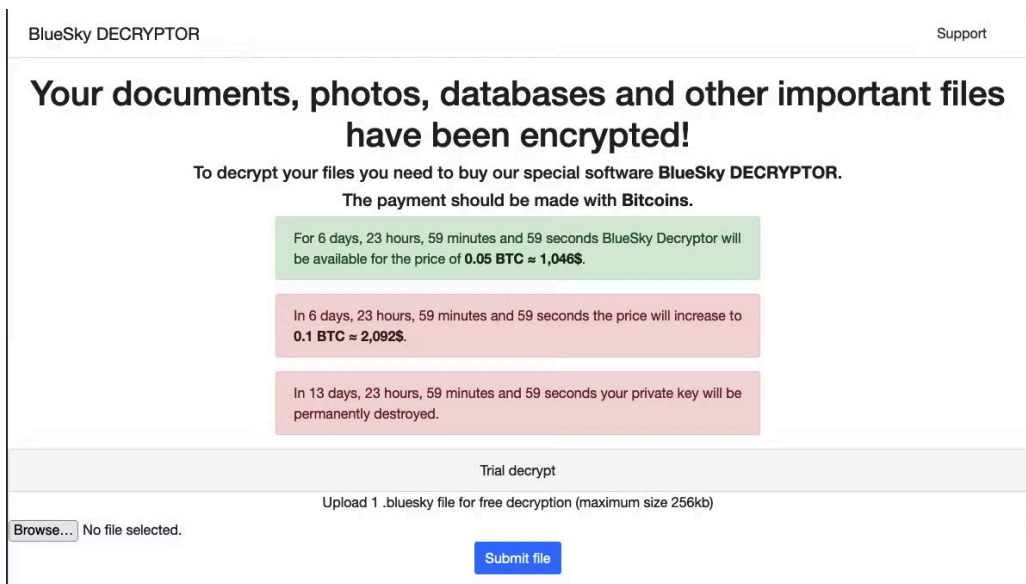 BlueSky DECRYPTOR
Support
Your documents, photos, databases and other important files
have been encrypted!
To decrypt your files you need to buy our special software BlueSky DECRYPTOR.
The payment should be made with Bitcoins.
For 6 days, 23 hours, 59 minutes and 59 seconds BlueSky Decryptor will
be available for the price of 0.05 BTC ≈ 1,046$.
In 6 days, 23 hours, 59 minutes and 59 seconds the price will increase to
0.1 BTC ≈ 2,092$.
In 13 days, 23 hours, 59 minutes and 59 seconds your private key will be
permanently destroyed.
Trial decrypt
Upload 1 .bluesky file for free decryption (maximum size 256kb)
Browse... No file selected.
Submit file